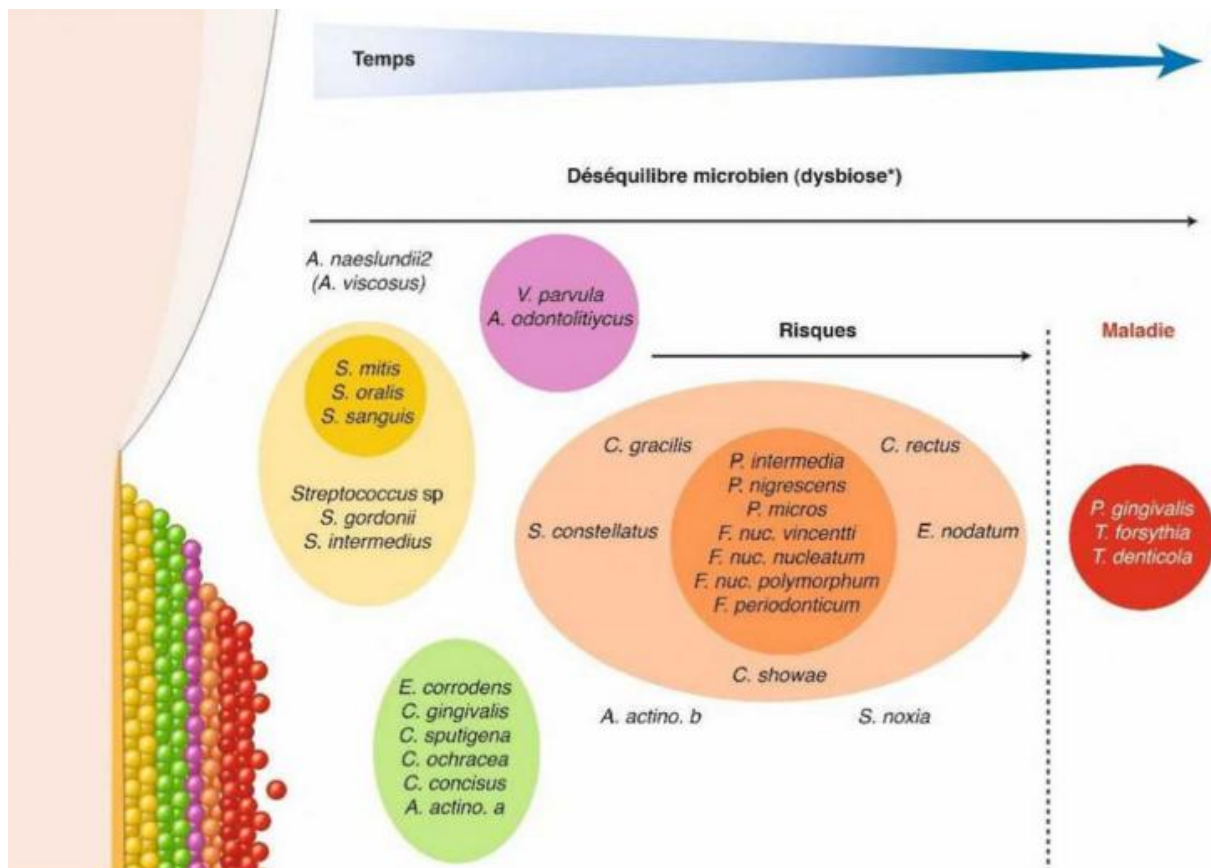 Temps
Déséquilibre microbien (dysbiose*)
A. naeslundii2
(A. viscosus)
V. parvula
A. odontolitiycus
Risques
Maladie
S. mitis
S. oralis
S. sanguis
Streptococcus sp
S. gordonii
S. intermedius
C. gracilis
C. rectus
P. intermedia
P. nigrescens
P. micros
F. nuc. vincentti
F. nuc. nucleatum
F. nuc. polymorphum
F. periodonticum
S. constellatus
E. nodatum
C. showae
P. gingivalis
T. forsythia
T. denticola
E. corrodens
C. gingivalis
C. sputigena
C. ochracea
C. concisus
A. actino. a
A. actino. b
S. noxia